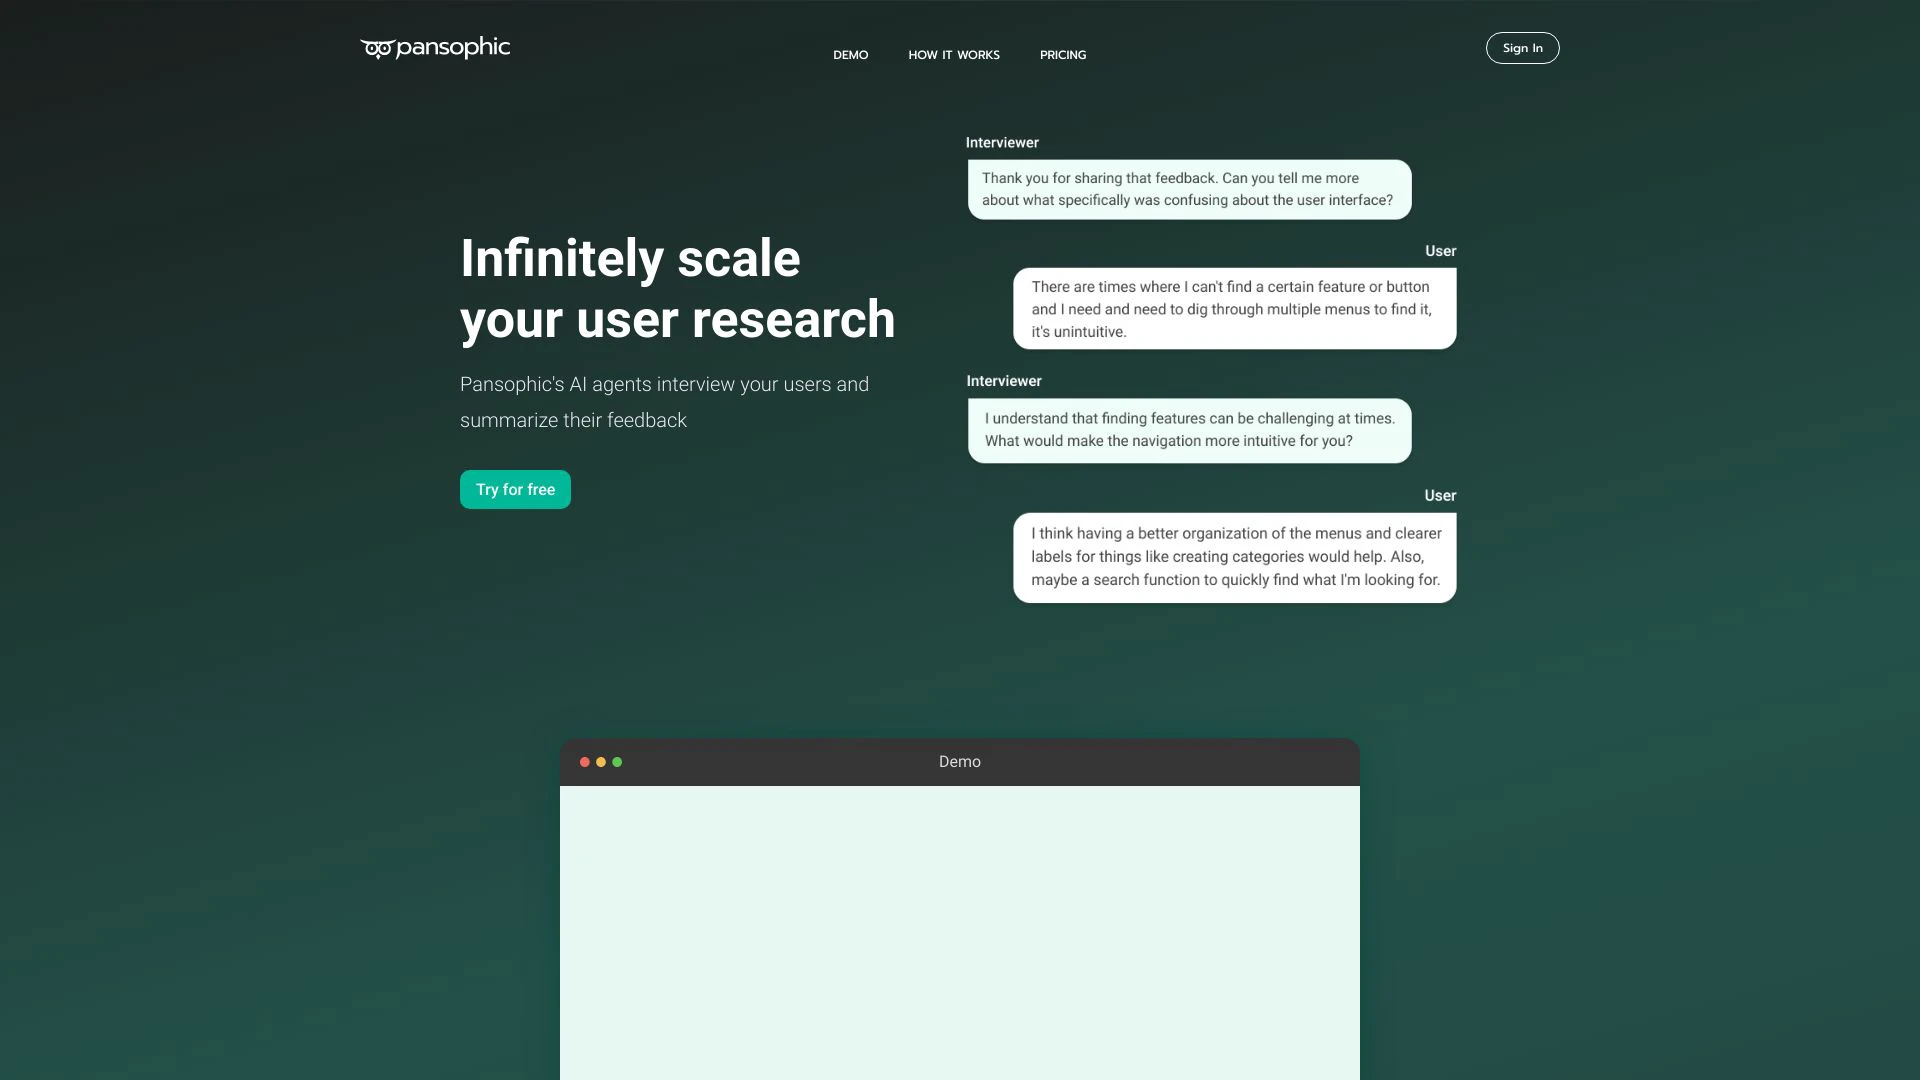 pansophic
DEMO
HOW IT WORKS
PRICING
Sign In
Infinitely scale
your user research
Pansophic's AI agents interview your users and
summarize their feedback
Try for free
Interviewer
Thank you for sharing that feedback. Can you tell me more
about what specifically was confusing about the user interface?
User
There are times where I can't find a certain feature or button
and I need and need to dig through multiple menus to find it,
it's unintuitive.
Interviewer
I understand that finding features can be challenging at times.
What would make the navigation more intuitive for you?
User
I think having a better organization of the menus and clearer
labels for things like creating categories would help. Also,
maybe a search function to quickly find what I'm looking for.
Demo